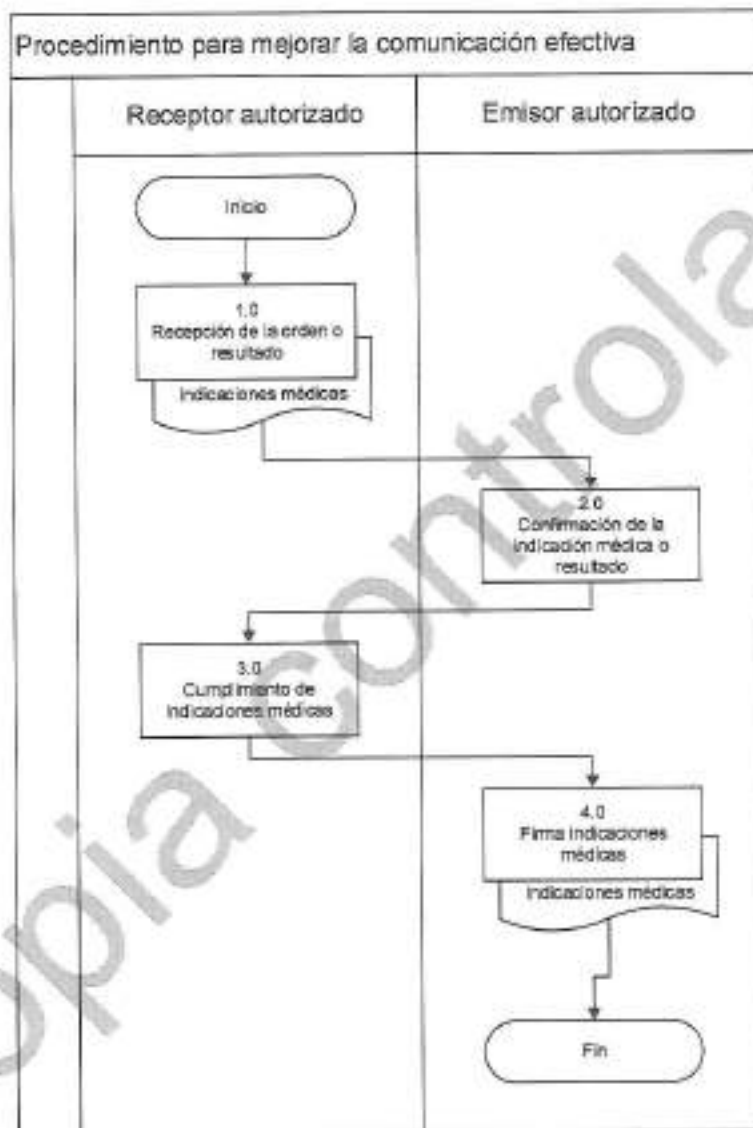 Procedimiento para mejorar la comunicación efectiva
Receptor autorizado
Emisor autorizado
Inicio
1.0
Recepción de la orden o
resultado
Indicaciones médicas
2.0
Confirmación de la
indicación médica o
resultado
3.0
Cumplimiento de
indicaciones médicas
4.0
Firma indicaciones
médicas
Indicaciones médicas
Fin
opia controla